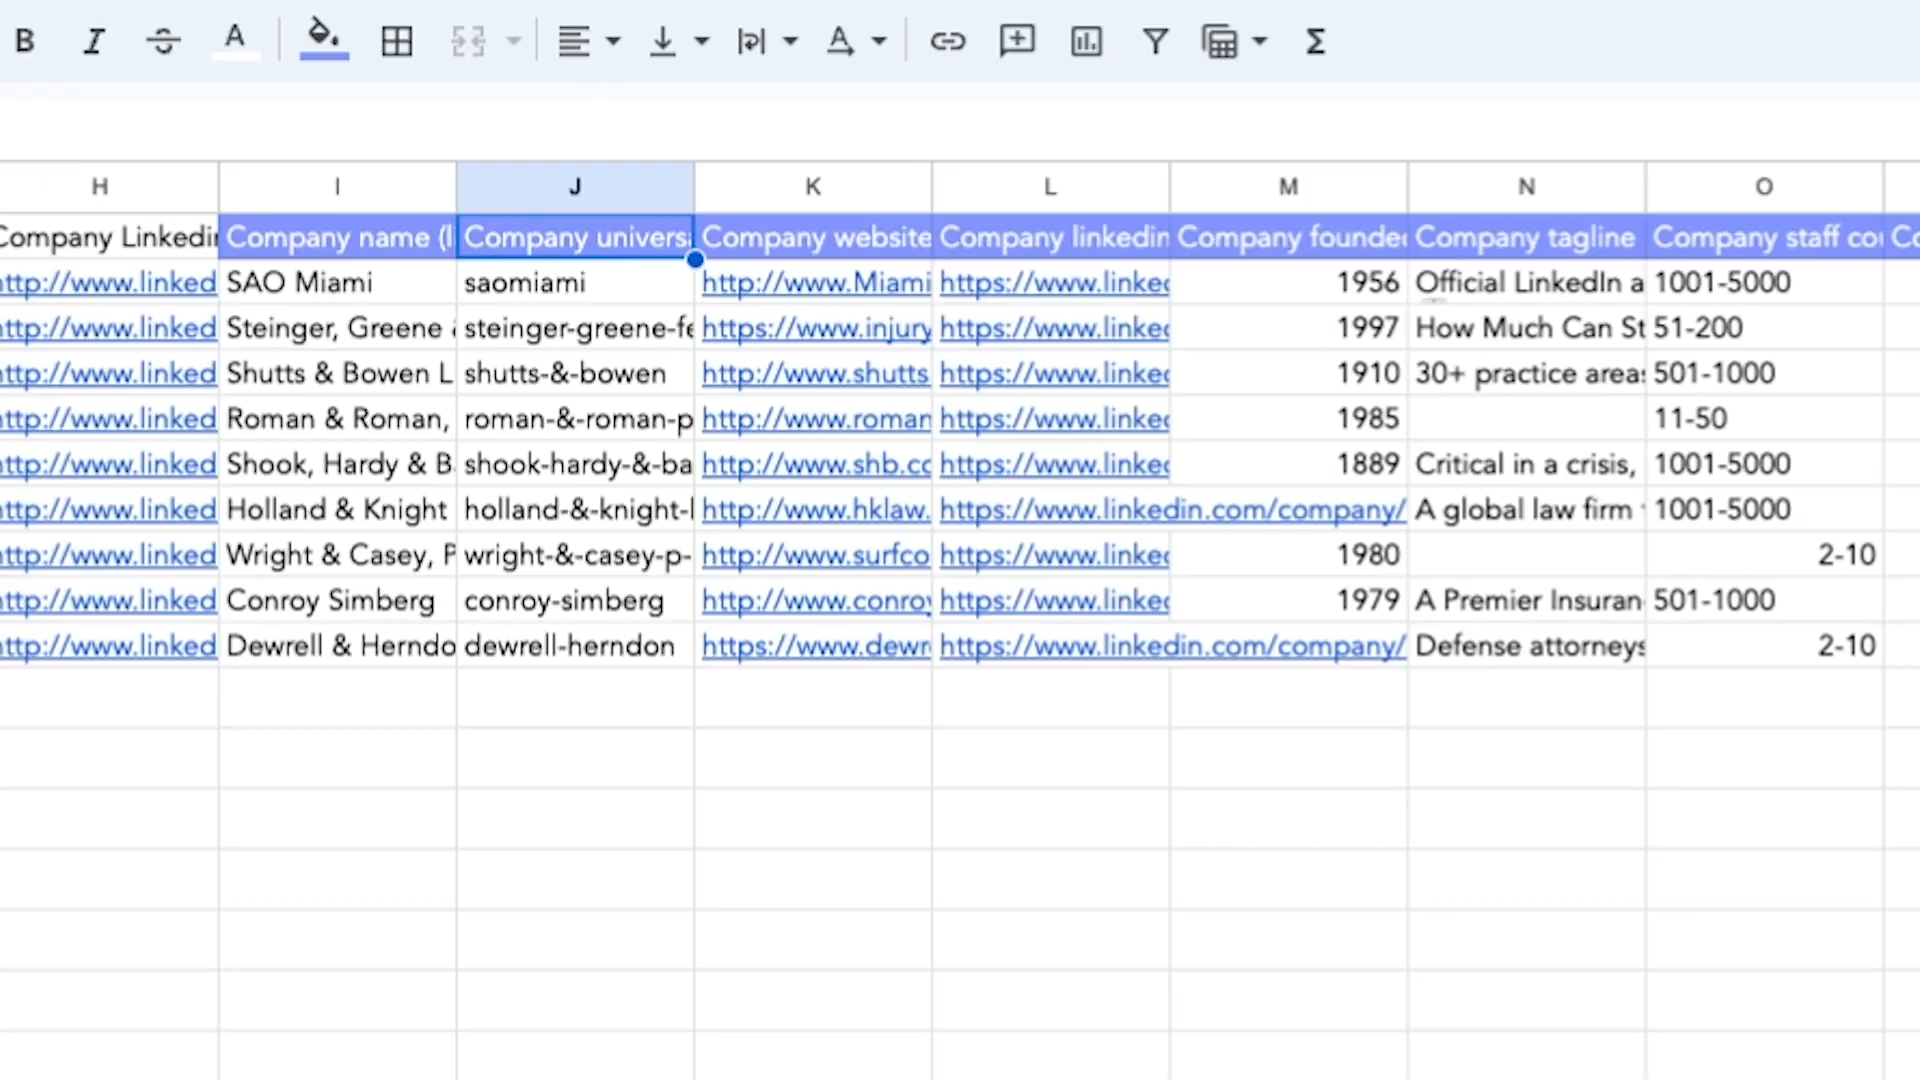 H I J K L M N O
Company Linkedin Company name (l Company universa Company website Company linkedin Company founded Company tagline Company staff cou Co
http://www.linked SAO Miami saomiami http://www.Miami https://www.linked 1956 Official LinkedIn a 1001-5000
http://www.linked Steinger, Greene & steinger-greene-fe https://www.injury https://www.linked 1997 How Much Can St 51-200
http://www.linked Shutts & Bowen L shutts-&-bowen http://www.shutts https://www.linked 1910 30+ practice areas 501-1000
http://www.linked Roman & Roman, roman-&-roman-p http://www.roman https://www.linked 1985 11-50
http://www.linked Shook, Hardy & B shook-hardy-&-ba http://www.shb.co https://www.linked 1889 Critical in a crisis, 1001-5000
http://www.linked Holland & Knight holland-&-knight-l http://www.hklaw. https://www.linkedin.com/company/ A global law firm 1001-5000
http://www.linked Wright & Casey, P wright-&-casey-p- http://www.surfco https://www.linked 1980 2-10
http://www.linked Conroy Simberg conroy-simberg http://www.conroy https://www.linked 1979 A Premier Insuran 501-1000
http://www.linked Dewrell & Herndo dewrell-herndon https://www.dewr https://www.linkedin.com/company/ Defense attorneys 2-10